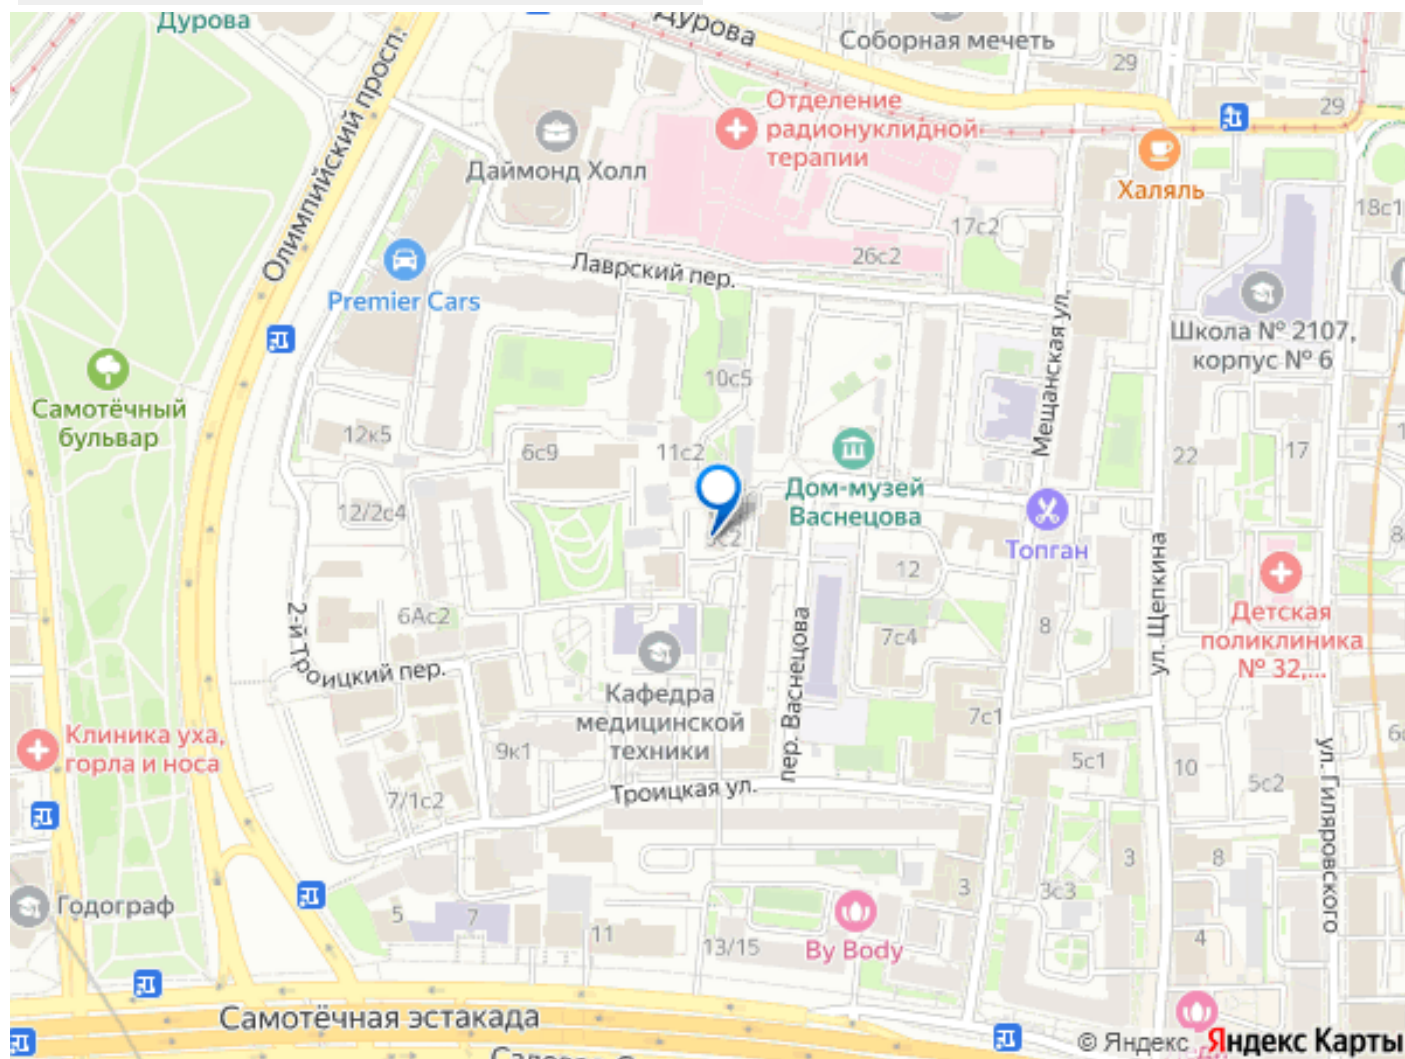 Дурова
Дурова
Соборная мечеть
29
Олимпийский просп.
Отделение
радионуклидной
терапии
29
Даймонд Холл
Халяль
18с1
17с2
26с2
Лаврский пер.
Premier Cars
Мещанская ул.
Школа № 2107,
корпус № 6
10с5
Самотёчный
бульвар
12к5
6с9
11с2
22
17
Дом-музей
Васнецова
12/2с4
Топган
3с2
12
ул. Щепкина
Детская
поликлиника
№ 32,...
2-й Троицкий пер.
6Ас2
пер. Васнецова
7с4
8
Кафедра
медицинской
техники
7с1
Клиника уха,
горла и носа
9к1
5с1
10
5с2
ул. Гиляровского
7/1с2
Троицкая ул.
3
8
3с3
3
Годограф
5
7
11
13/15
By Body
4
Самотёчная эстакада
© Яндекс Яндекс Карты